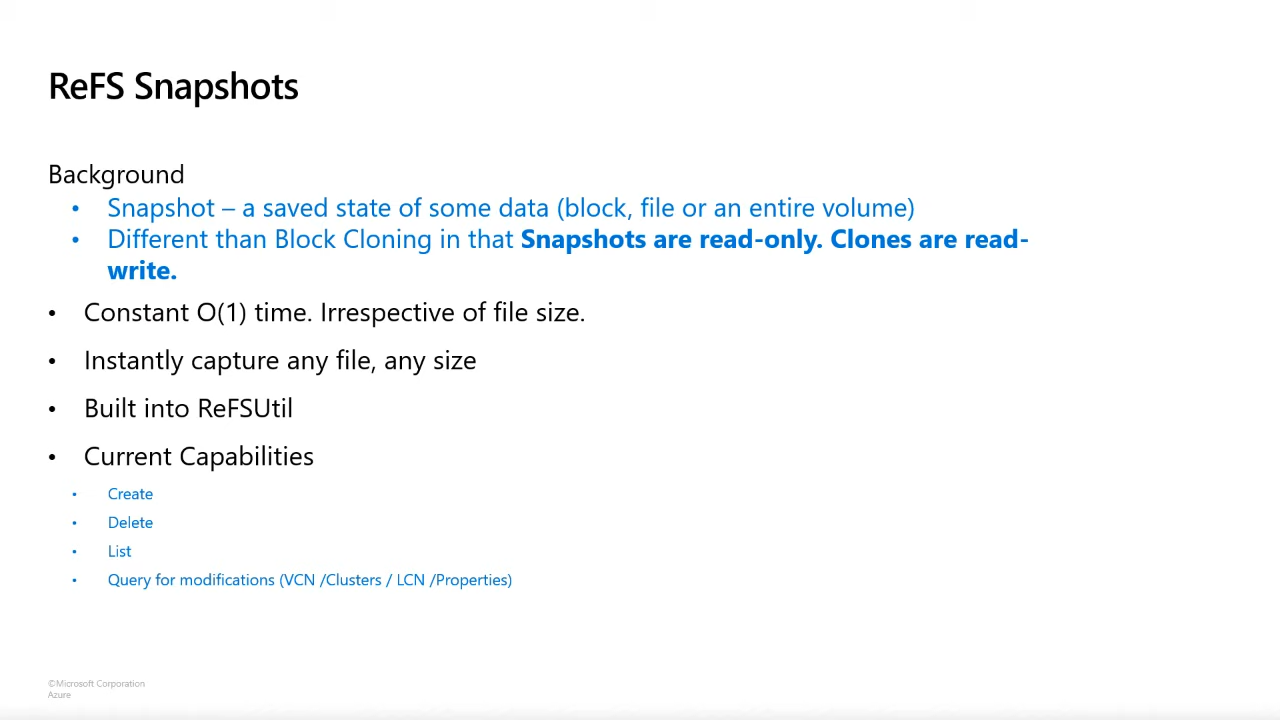 ReFS Snapshots
Background
• Snapshot – a saved state of some data (block, file or an entire volume)
• Different than Block Cloning in that Snapshots are read-only. Clones are read-
write.
• Constant O(1) time. Irrespective of file size.
• Instantly capture any file, any size
• Built into ReFSUtil
• Current Capabilities
• Create
• Delete
• List
• Query for modifications (VCN /Clusters / LCN /Properties)
©Microsoft Corporation
Azure